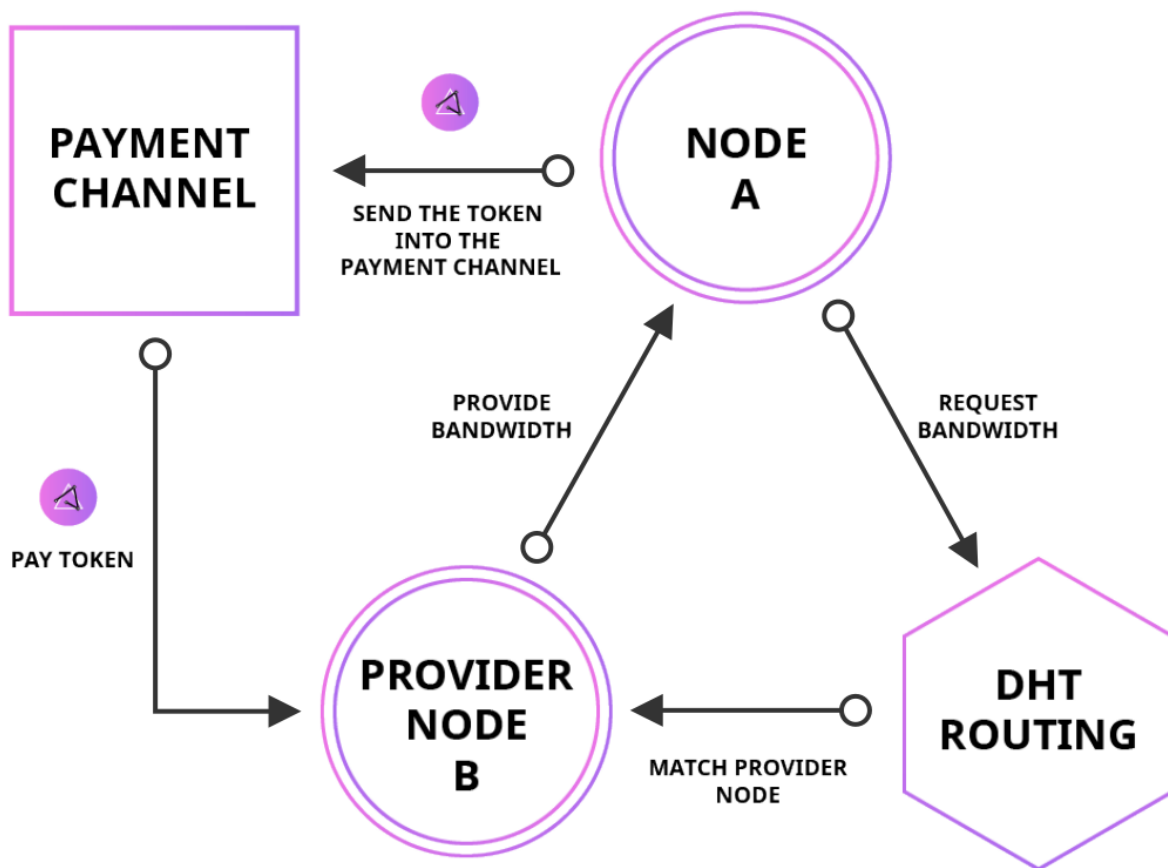 PAYMENT
CHANNEL
SEND THE TOKEN
INTO THE
PAYMENT CHANNEL
NODE
A
PROVIDE
BANDWIDTH
REQUEST
BANDWIDTH
PAY TOKEN
PROVIDER
NODE
B
MATCH PROVIDER
NODE
DHT
ROUTING